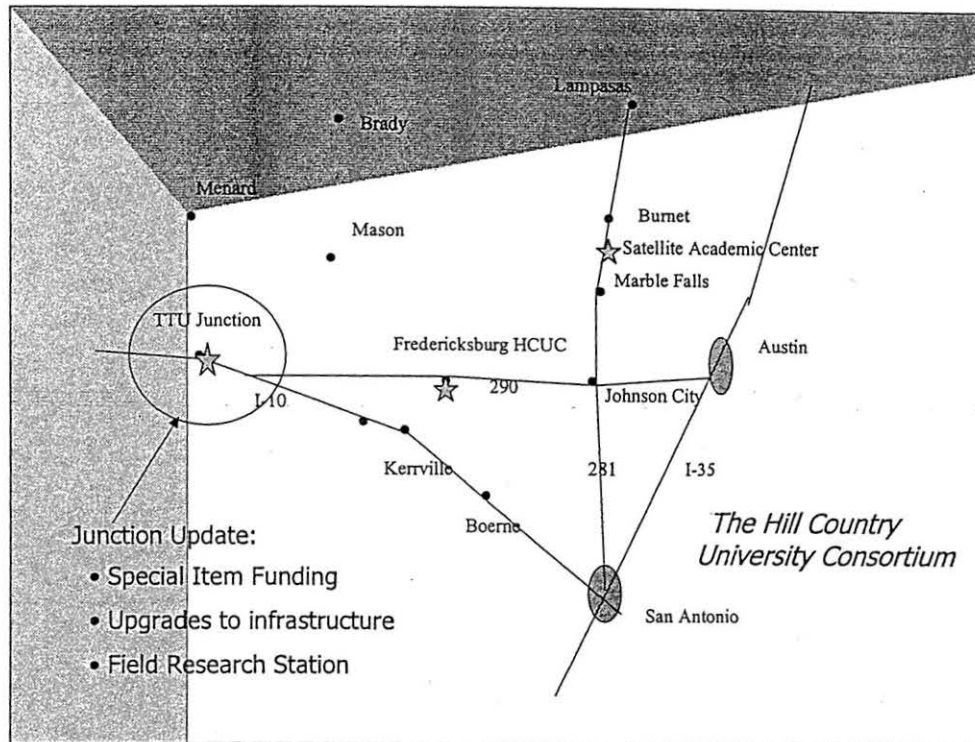 Lampasas
Brady
Menard
Burnet
Mason
Satellite Academic Center
Marble Falls
TTU Junction
Fredericksburg HCUC
Austin
290
Johnson City
I-10
Kerrville
281
I-35
Boerne
The Hill Country
University Consortium
Junction Update:
• Special Item Funding
San Antonio
• Upgrades to infrastructure
• Field Research Station